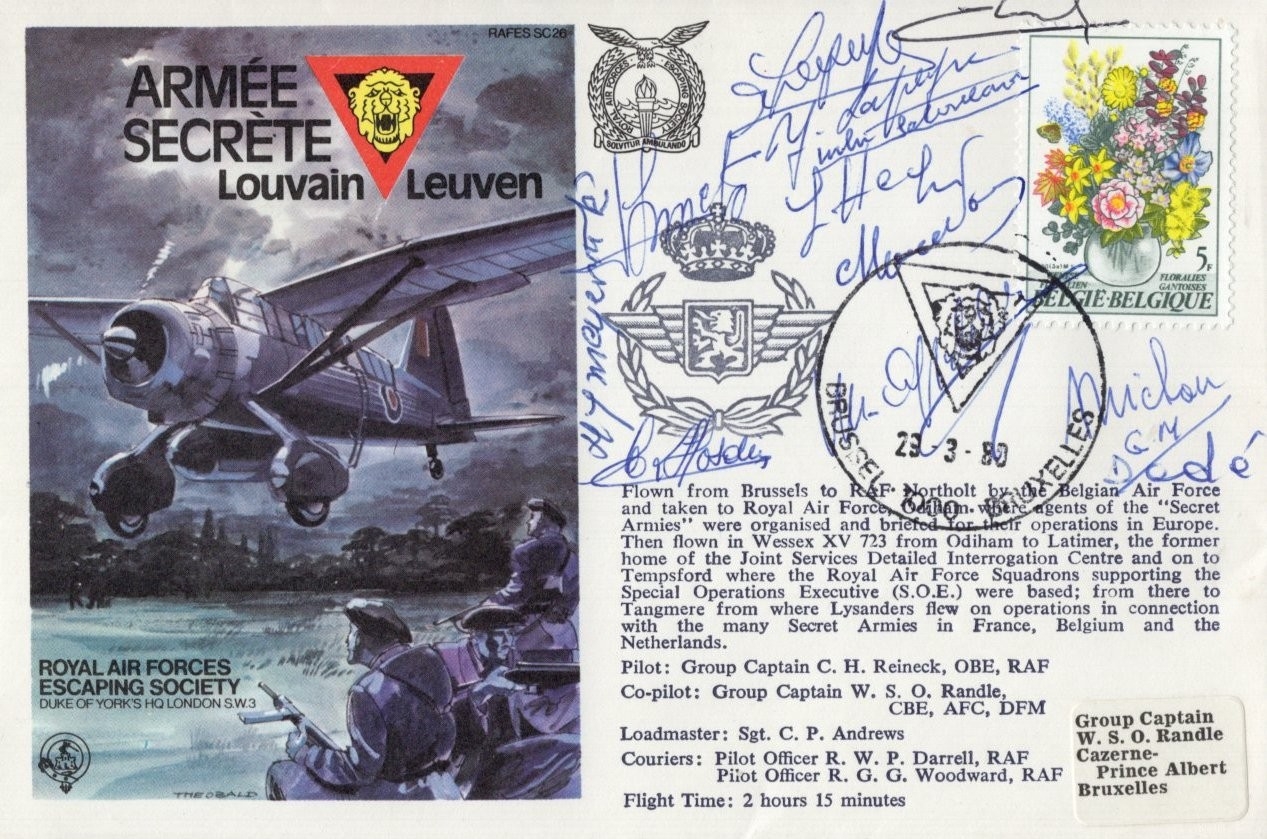 RAFES SC26
ARMÉE
SECRÈTE
Louvain Leuven
ROYAL AIR FORCES
ESCAPING SOCIETY
DUKE OF YORK'S HQ LONDON S.W.3
THEOBALD
ROYAL AIR FORCES ESCAPING SOCIETY
SOLVITUR AMBULANDO
5F
FLORALIES
GANTOISES
BELGIË-BELGIQUE
Michou
G.M
Dédé
BRUSSEL 1000 BRUXELLES
29-3-80
Flown from Brussels to RAF Northolt by the Belgian Air Force
and taken to Royal Air Force, Odiham where agents of the "Secret
Armies" were organised and briefed for their operations in Europe.
Then flown in Wessex XV 723 from Odiham to Latimer, the former
home of the Joint Services Detailed Interrogation Centre and on to
Tempsford where the Royal Air Force Squadrons supporting the
Special Operations Executive (S.O.E.) were based; from there to
Tangmere from where Lysanders flew on operations in connection
with the many Secret Armies in France, Belgium and the
Netherlands.
Pilot: Group Captain C. H. Reineck, OBE, RAF
Co-pilot: Group Captain W. S. O. Randle,
CBE, AFC, DFM
Loadmaster: Sgt. C. P. Andrews
Couriers: Pilot Officer R. W. P. Darrell, RAF
Pilot Officer R. G. G. Woodward, RAF
Flight Time: 2 hours 15 minutes
Group Captain
W. S. O. Randle
Cazerne-
Prince Albert
Bruxelles